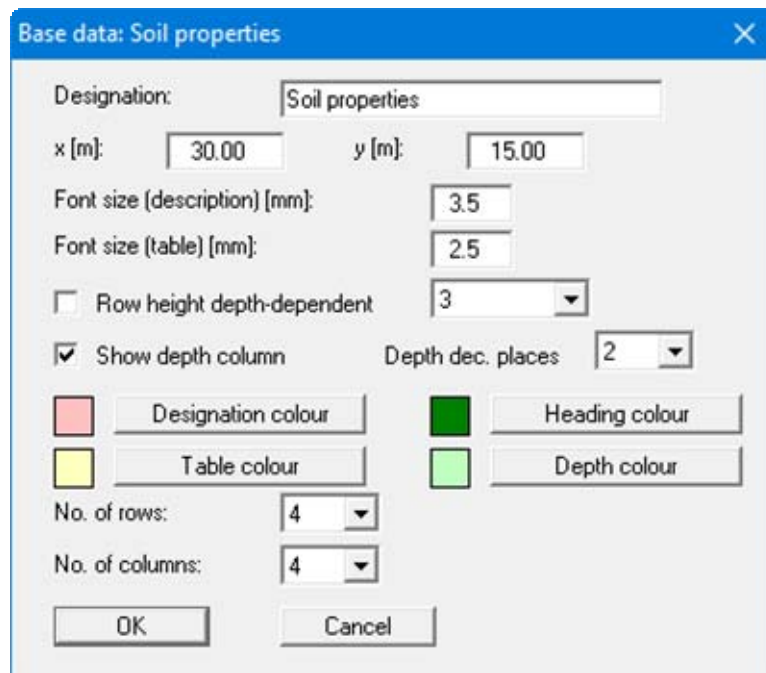 Base data: Soil properties
Designation: Soil properties
x [m]: 30.00 y [m]: 15.00
Font size (description) [mm]: 3.5
Font size (table) [mm]: 2.5
Row height depth-dependent 3
Show depth column Depth dec. places 2
Designation colour Heading colour
Table colour Depth colour
No. of rows: 4
No. of columns: 4
OK Cancel